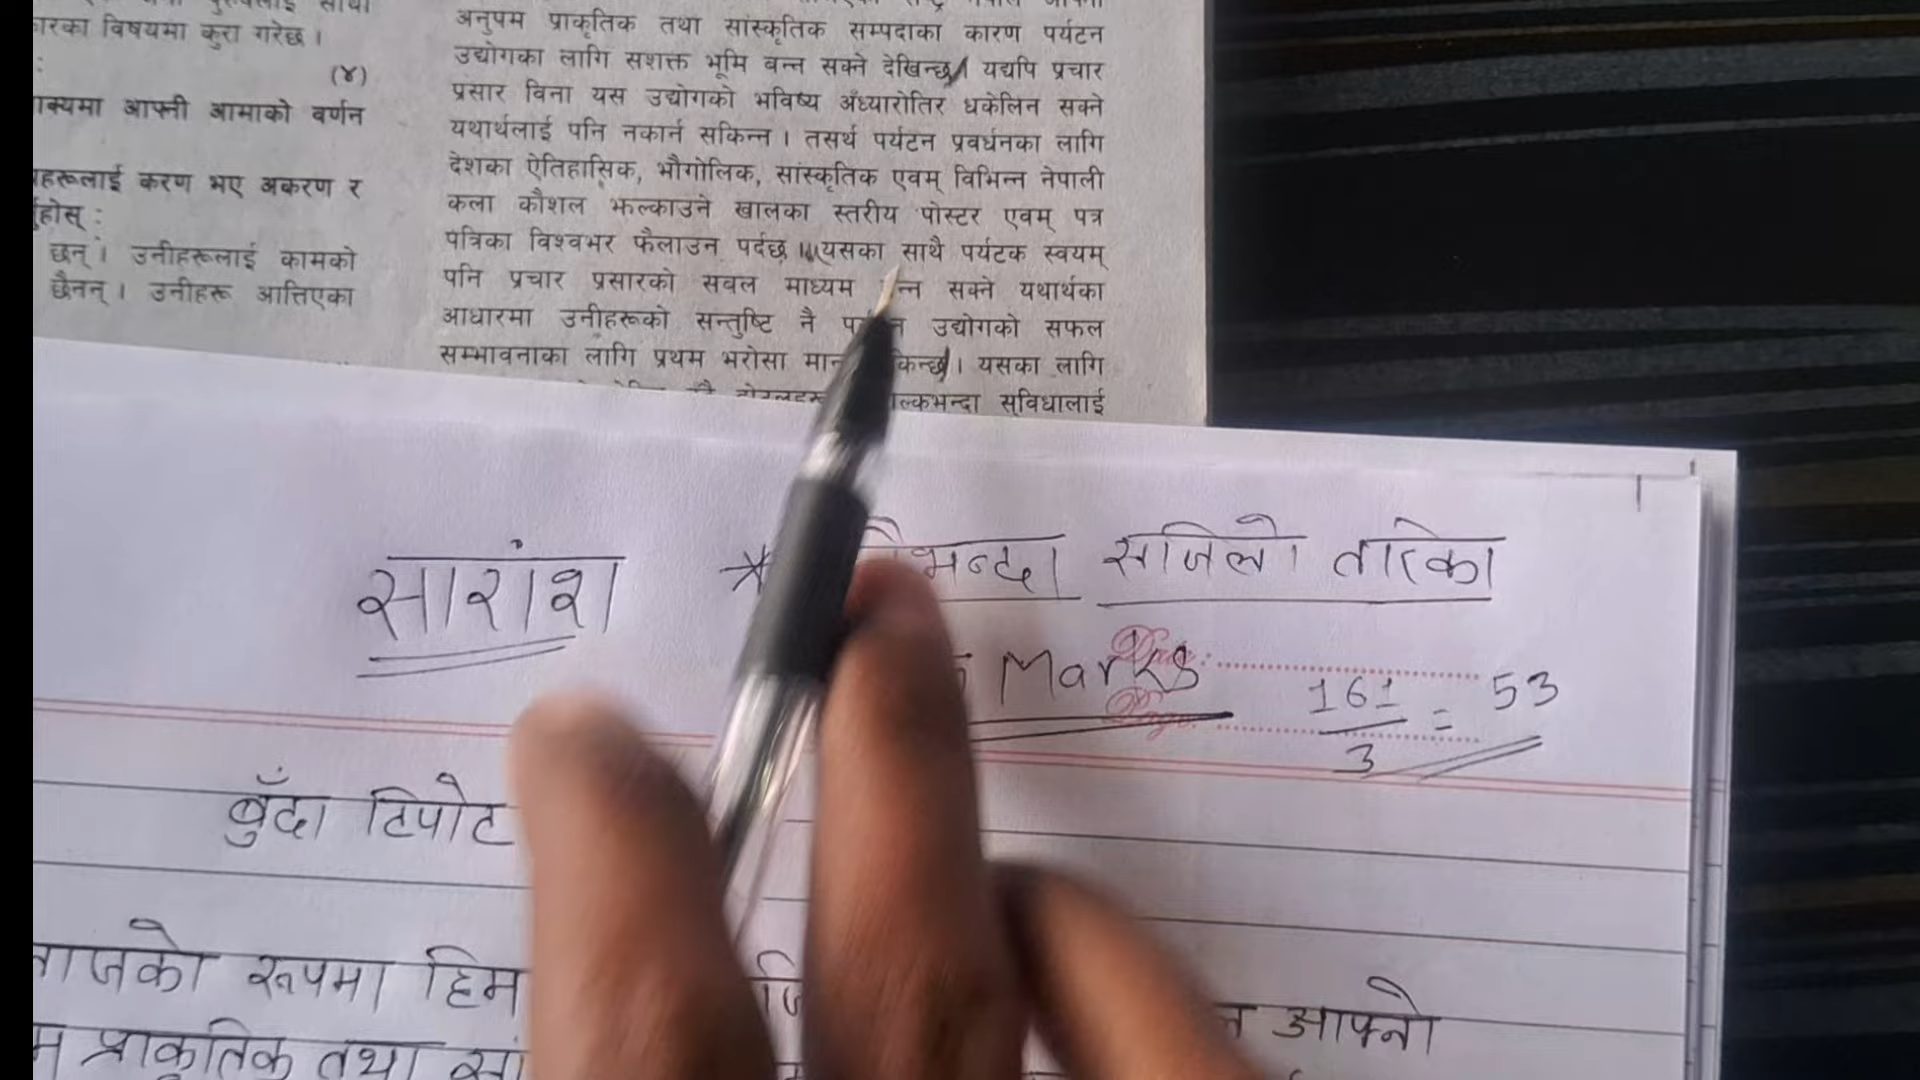 कारका विषयमा कुरा गरेछ ।
:
(४)
आफ्नी आमाको वर्णन
हरूलाई करण भए अकरण र
होस् :
छन् । उनीहरूलाई कामको
छैनन् । उनीहरू आत्तिएका
अनुपम प्राकृतिक तथा सांस्कृतिक सम्पदाका कारण पर्यटन
उद्योगका लागि सशक्त भूमि बन्न सक्ने देखिन्छ । यद्यपि प्रचार
प्रसार विना यस उद्योगको भविष्य अँध्यारोतिर धकेलिन सक्ने
यथार्थलाई पनि नकार्न सकिन्न । तसर्थ पर्यटन प्रवर्धनका लागि
देशका ऐतिहासिक, भौगोलिक, सांस्कृतिक एवम् विभिन्न नेपाली
कला कौशल झल्काउने खालका स्तरीय पोस्टर एवम् पत्र
पत्रिका विश्वभर फैलाउन पर्दछ । यसका साथै पर्यटक स्वयम्
पनि प्रचार प्रसारको सवल माध्यम सक्ने यथार्थका
आधारमा उनीहरूको सन्तुष्टि नै उद्योगको सफल
सम्भावनाका लागि प्रथम भरोसा यसका लागि
सुविधालाई
सारांश
सजिलो तरिका
Marks
161/3 = 53
बुँदा टिपोट
रूपमा हिम
आफ्नो
प्राकृतिक तथा